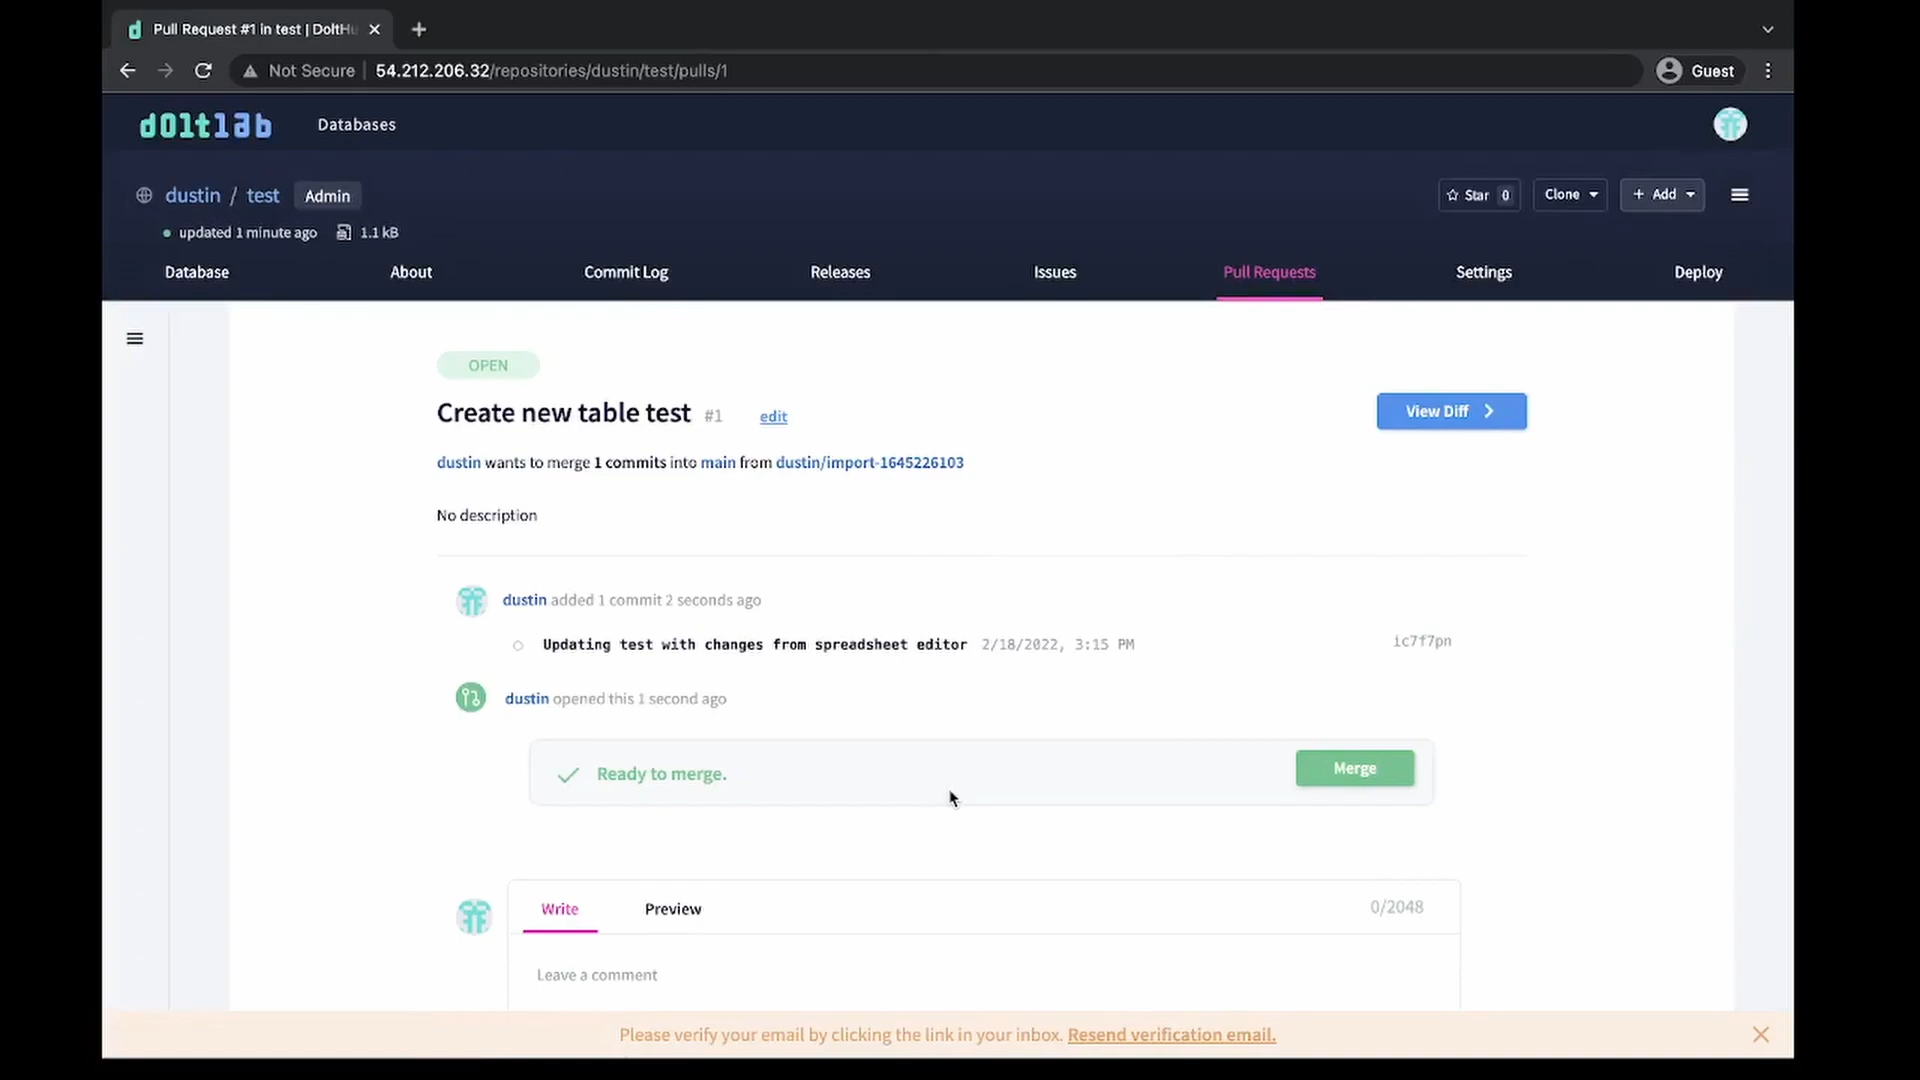 Pull Request #1 in test | DoltHu
Not Secure 54.212.206.32/repositories/dustin/test/pulls/1 Guest
doltlab Databases
dustin / test Admin Star 0 Clone + Add
updated 1 minute ago 1.1 kB
Database About Commit Log Releases Issues Pull Requests Settings Deploy
OPEN
Create new table test #1 edit View Diff
dustin wants to merge 1 commits into main from dustin/import-1645226103
No description
dustin added 1 commit 2 seconds ago
Updating test with changes from spreadsheet editor 2/18/2022, 3:15 PM ic7f7pn
dustin opened this 1 second ago
Ready to merge. Merge
Write Preview 0/2048
Leave a comment
Please verify your email by clicking the link in your inbox. Resend verification email.